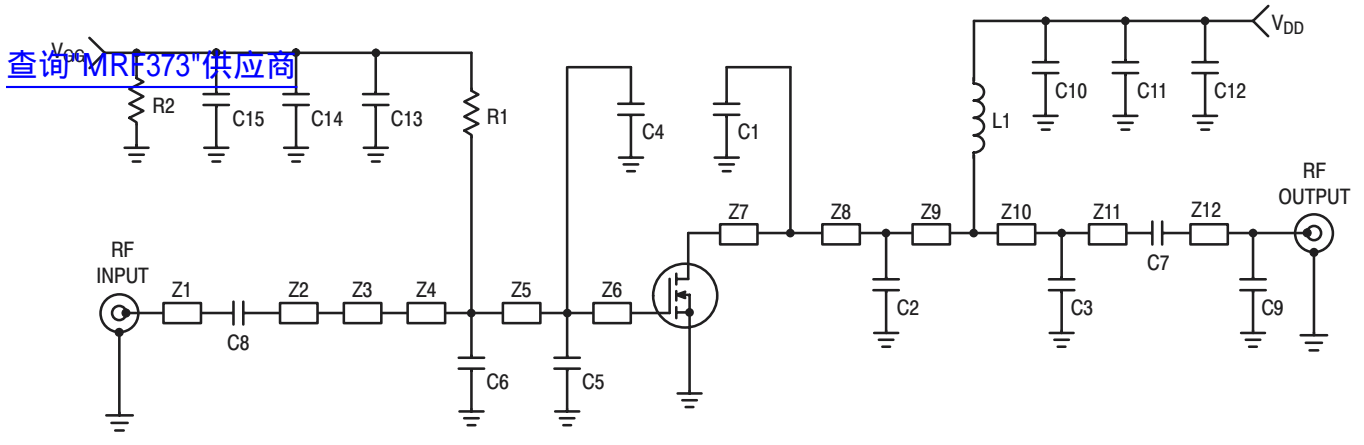 VGG
查询"MRF373"供应商
VDD
R2
C15
C14
C13
R1
C4
C1
L1
C10
C11
C12
RF
INPUT
Z1
C8
Z2
Z3
Z4
C6
Z5
C5
Z6
Z7
Z8
C2
Z9
Z10
C3
Z11
C7
Z12
C9
RF
OUTPUT